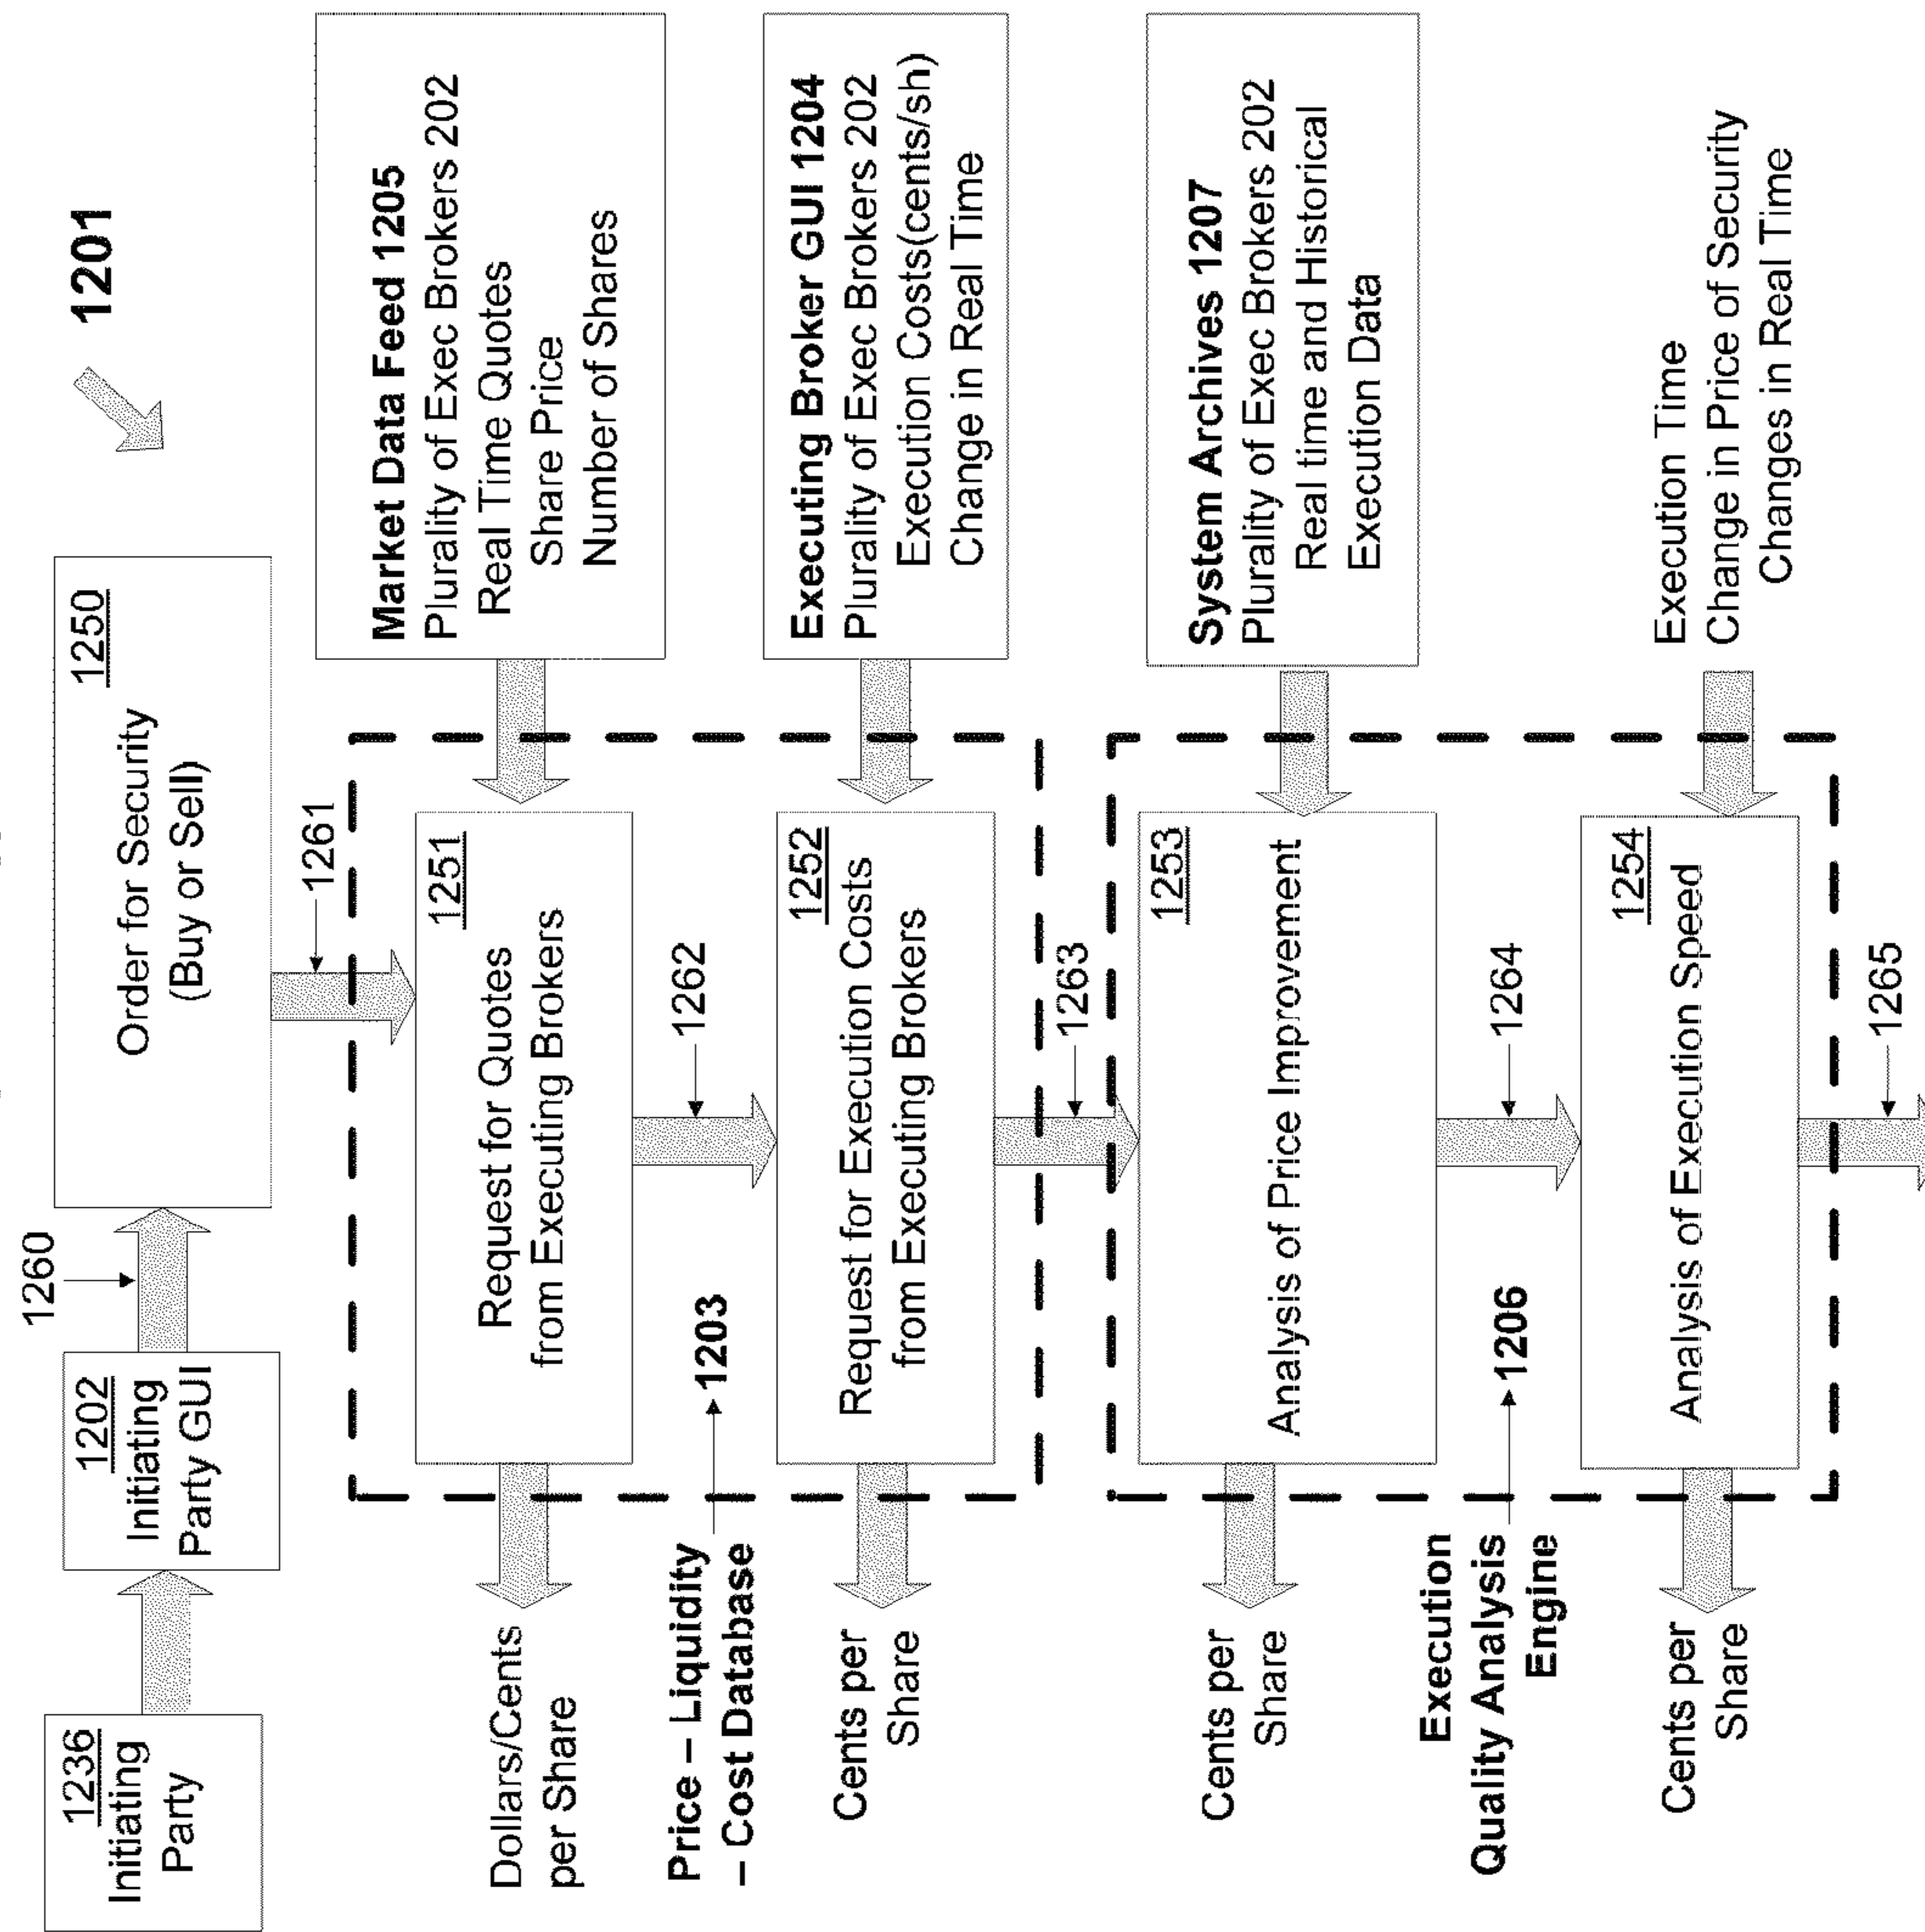 1201
1236
Initiating
Party
1202
Initiating
Party GUI
1260
1250
Order for Security
(Buy or Sell)
1261
Dollars/Cents
per Share
1251
Request for Quotes
from Executing Brokers
Market Data Feed 1205
Plurality of Exec Brokers 202
Real Time Quotes
Share Price
Number of Shares
Price – Liquidity
– Cost Database
1203
1262
Cents per
Share
1252
Request for Execution Costs
from Executing Brokers
Executing Broker GUI 1204
Plurality of Exec Brokers 202
Execution Costs(cents/sh)
Change in Real Time
1263
Cents per
Share
1253
Analysis of Price Improvement
System Archives 1207
Plurality of Exec Brokers 202
Real time and Historical
Execution Data
Execution
Quality Analysis
Engine
1206
1264
Cents per
Share
1254
Analysis of Execution Speed
Execution Time
Change in Price of Security
Changes in Real Time
1265